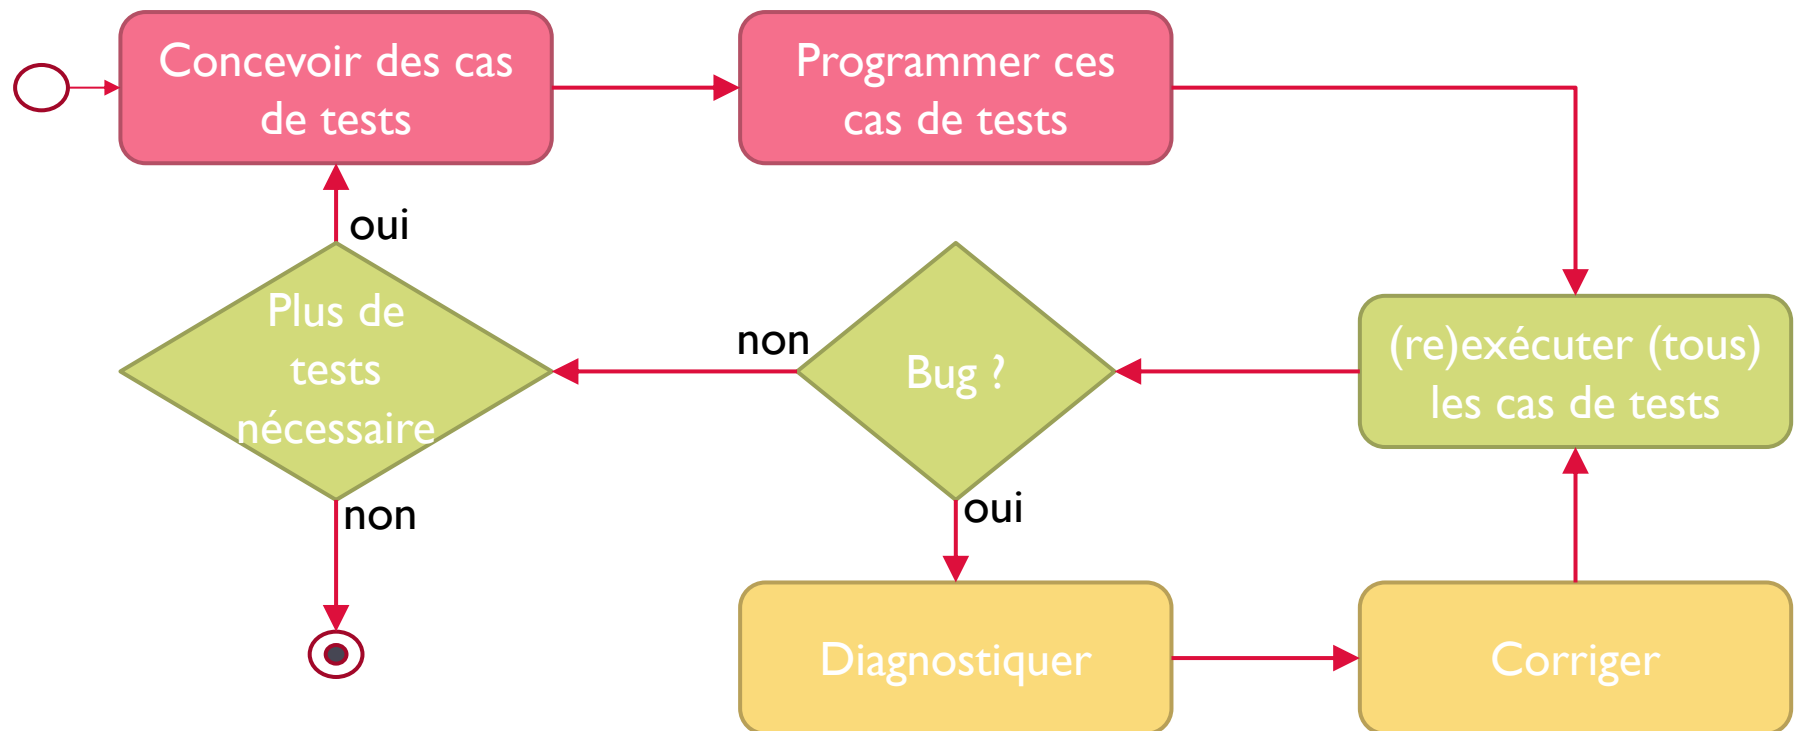 Concevoir des cas
de tests
Programmer ces
cas de tests
oui
Plus de
tests
nécessaire
non
Bug ?
(re)exécuter (tous)
les cas de tests
non
oui
Diagnostiquer
Corriger